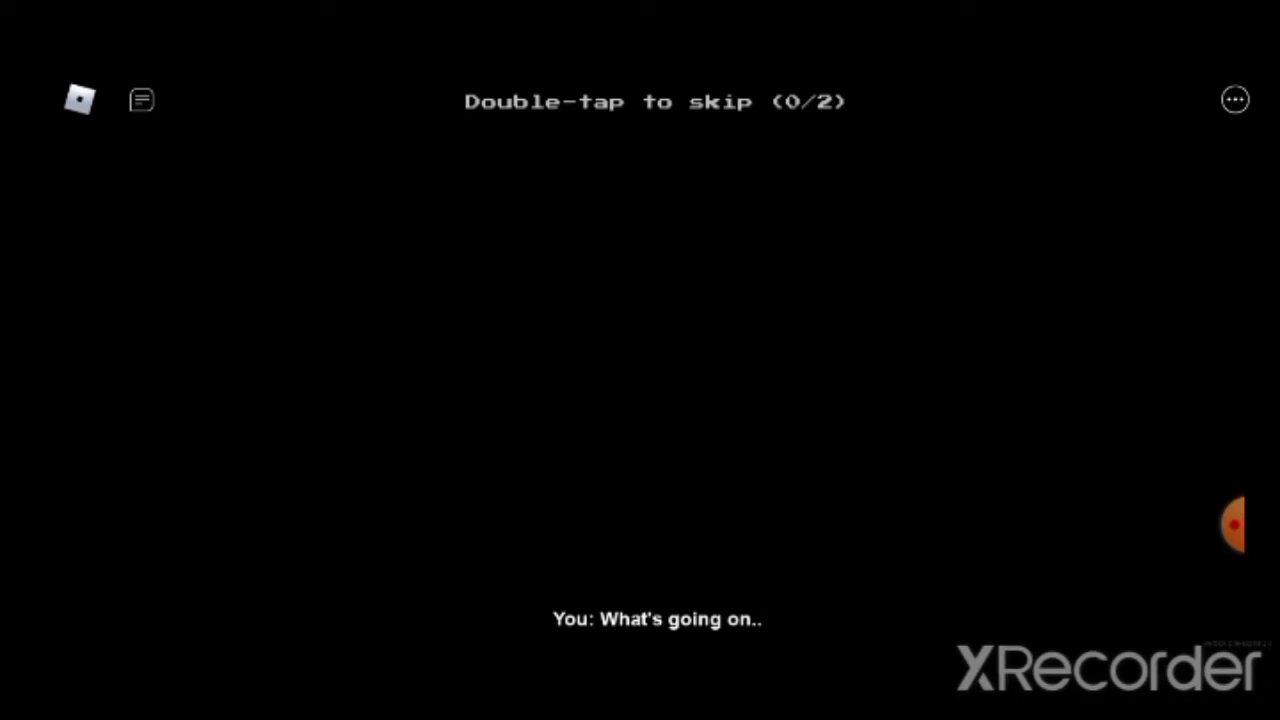 Double-tap to skip (0/2)
You: What's going on..
XRecorder